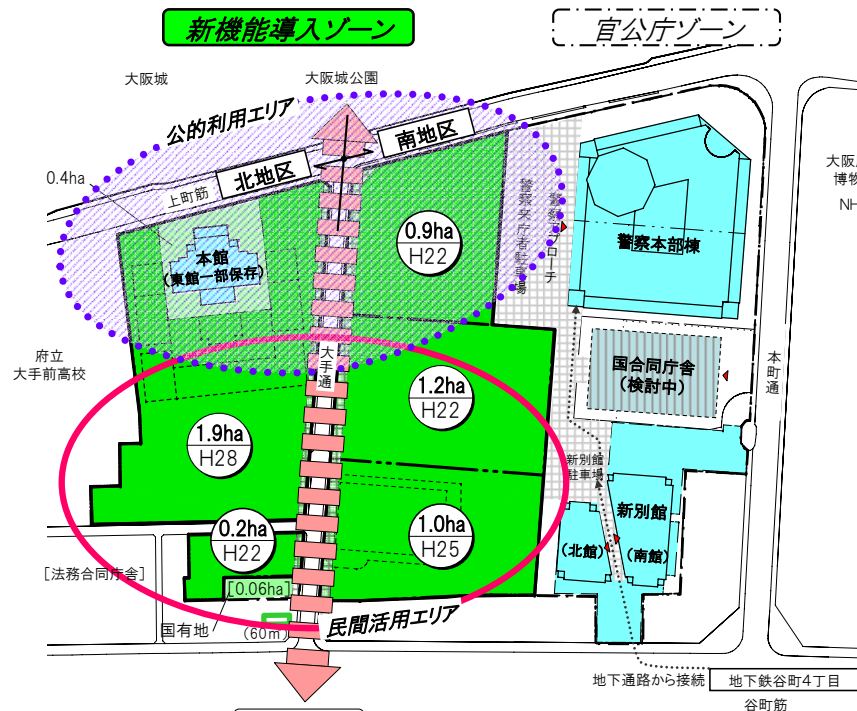 新機能導入ゾーン
官公庁ゾーン
大阪城
大阪城公園
公的利用エリア
南地区
北地区
上町筋
0.4ha
本館
(東館一部保存)
0.9ha
H22
警察来庁者駐車場
警察アプローチ
警察本部棟
大阪
博物
NH
府立
大手前高校
大手通
1.2ha
H22
国合同庁舎
(検討中)
本町通
1.9ha
H28
新別館
駐車場
新別館
(北館)
(南館)
0.2ha
H22
1.0ha
H25
[法務合同庁舎]
[0.06ha]
国有地
(60m)
民間活用エリア
地下通路から接続
地下鉄谷町4丁目
谷町筋